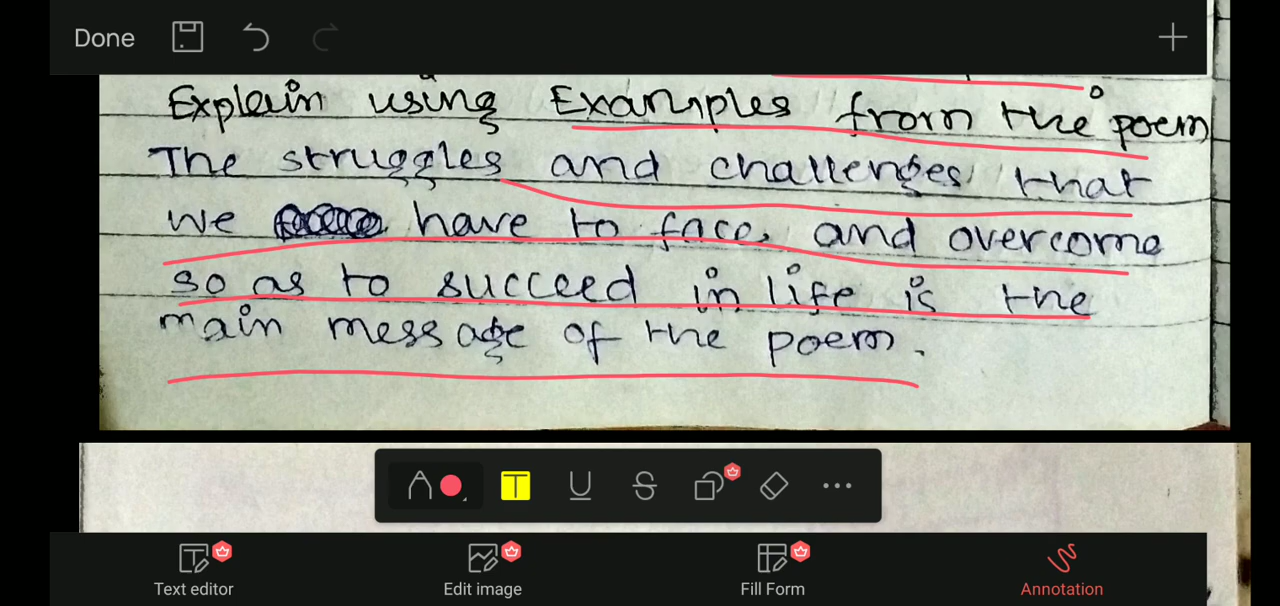 Done
Explain using Examples from the poem
The struggles and challenges that
we have to face, and overcome
so as to succeed in life is the
main message of the poem.
T U S
Text editor Edit image Fill Form Annotation